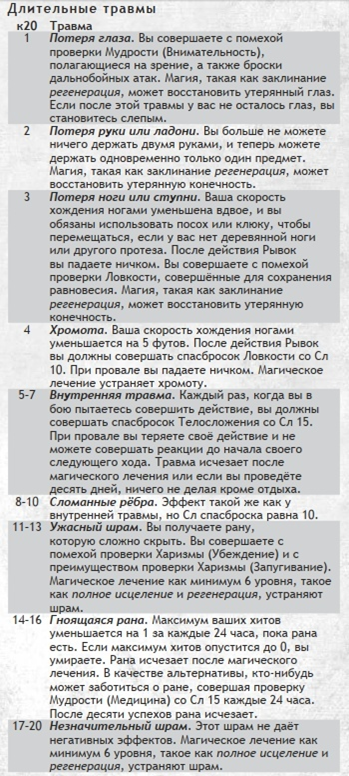 Длительные травмы
к20 Травма
1 Потеря глаза. Вы совершаете с помехой
проверки Мудрости (Внимательность),
полагающиеся на зрение, а также броски
дальнобойных атак. Магия, такая как заклинание
регенерация, может восстановить утерянный глаз.
Если после этой травмы у вас не осталось глаз, вы
становитесь слепым.
2 Потеря руки или ладони. Вы больше не можете
ничего держать двумя руками, и теперь можете
держать одновременно только один предмет.
Магия, такая как заклинание регенерация, может
восстановить утерянную конечность.
3 Потеря ноги или ступни. Ваша скорость
хождения ногами уменьшена вдвое, и вы
обязаны использовать посох или клюку, чтобы
перемещаться, если у вас нет деревянной ноги
или другого протеза. После действия Рывок
вы падаете ничком. Вы совершаете с помехой
проверки Ловкости, совершённые для сохранения
равновесия. Магия, такая как заклинание
регенерация, может восстановить утерянную
конечность.
4 Хромота. Ваша скорость хождения ногами
уменьшается на 5 футов. После действия Рывок
вы должны совершать спасбросок Ловкости со Сл
10. При провале вы падаете ничком. Магическое
лечение устраняет хромоту.
5-7 Внутренняя травма. Каждый раз, когда вы в
бою пытаетесь совершить действие, вы должны
совершать спасбросок Телосложения со Сл 15.
При провале вы теряете своё действие и не
можете совершать реакции до начала своего
следующего хода. Травма исчезает после
магического лечения или если вы проведёте
десять дней, ничего не делая кроме отдыха.
8-10 Сломанные рёбра. Эффект такой же как у
внутренней травмы, но Сл спасброска равна 10.
11-13 Ужасный шрам. Вы получаете рану,
которую сложно скрыть. Вы совершаете с
помехой проверки Харизмы (Убеждение) и с
преимуществом проверки Харизмы (Запугивание).
Магическое лечение как минимум 6 уровня, такое
как полное исцеление и регенерация, устраняют
шрам.
14-16 Гноящаяся рана. Максимум ваших хитов
уменьшается на 1 за каждые 24 часа, пока рана
есть. Если максимум хитов опустится до 0, вы
умираете. Рана исчезает после магического
лечения. В качестве альтернативы, кто-нибудь
может заботиться о ране, совершая проверку
Мудрости (Медицина) со Сл 15 каждые 24 часа.
После десяти успехов рана исчезает.
17-20 Незначительный шрам. Этот шрам не даёт
негативных эффектов. Магическое лечение как
минимум 6 уровня, такое как полное исцеление и
регенерация, устраняют шрам.